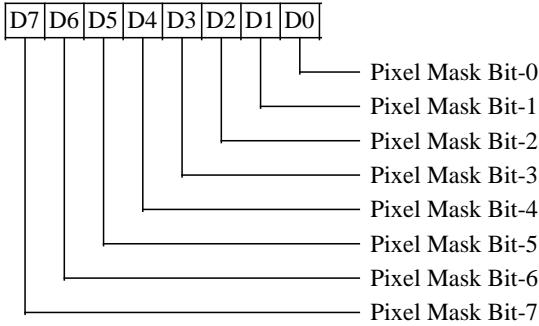 D7 D6 D5 D4 D3 D2 D1 D0
Pixel Mask Bit-0
Pixel Mask Bit-1
Pixel Mask Bit-2
Pixel Mask Bit-3
Pixel Mask Bit-4
Pixel Mask Bit-5
Pixel Mask Bit-6
Pixel Mask Bit-7